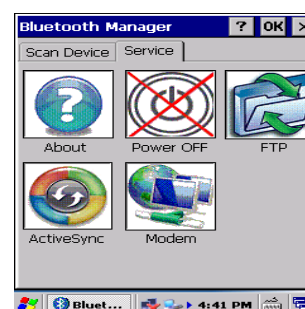 Bluetooth Manager ? OK
Scan Device Service
About Power OFF FTP
ActiveSync Modem
Bluet... 4:41 PM